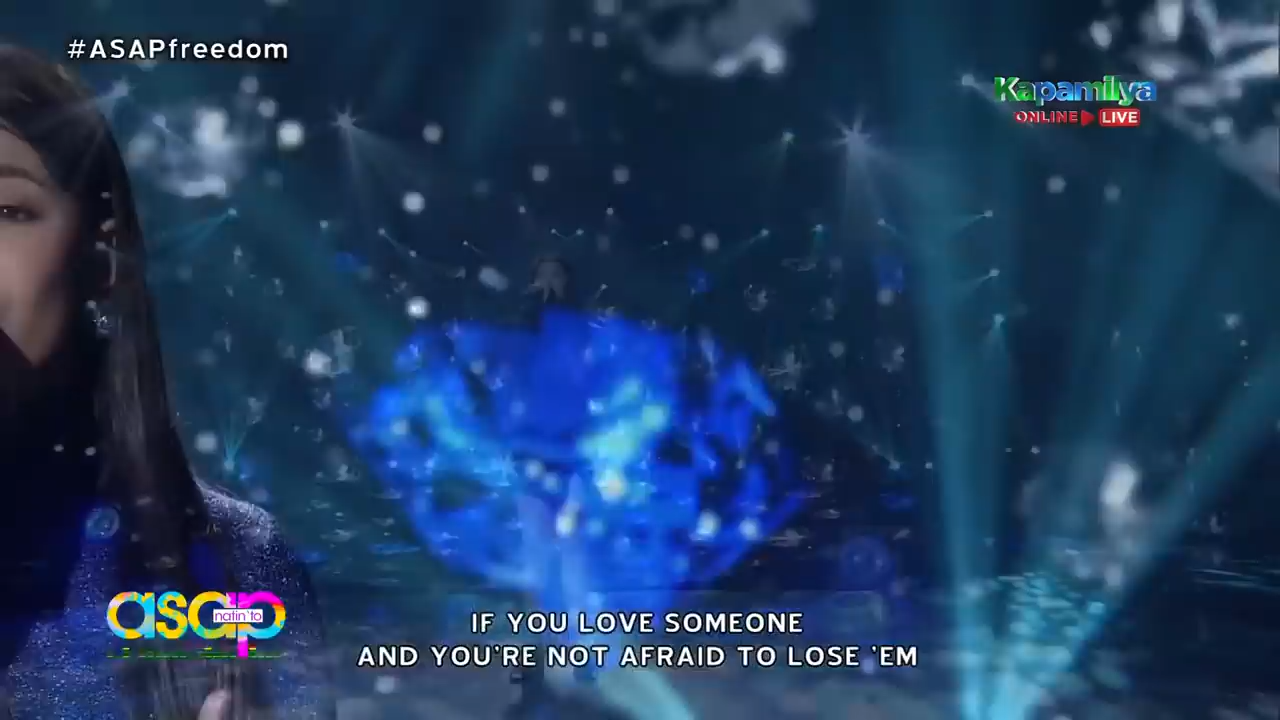 #ASAPfreedom
Kapamilya
ONLINE LIVE
asap
natin 'to
IF YOU LOVE SOMEONE
AND YOU'RE NOT AFRAID TO LOSE 'EM